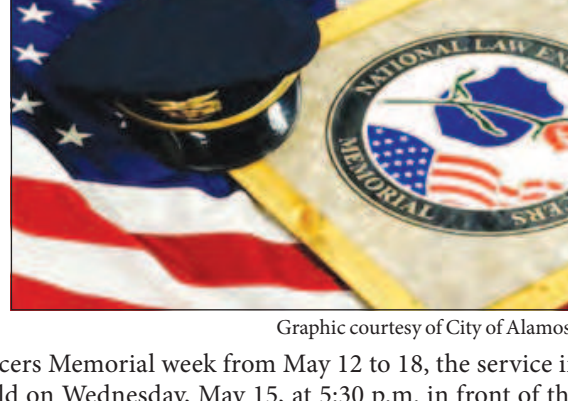 NATIONAL LAW EN
MEMORIAL
ERS
Graphic courtesy of City of Alamos
cers Memorial week from May 12 to 18, the service i
ld on Wednesday, May 15, at 5:30 p.m. in front of th